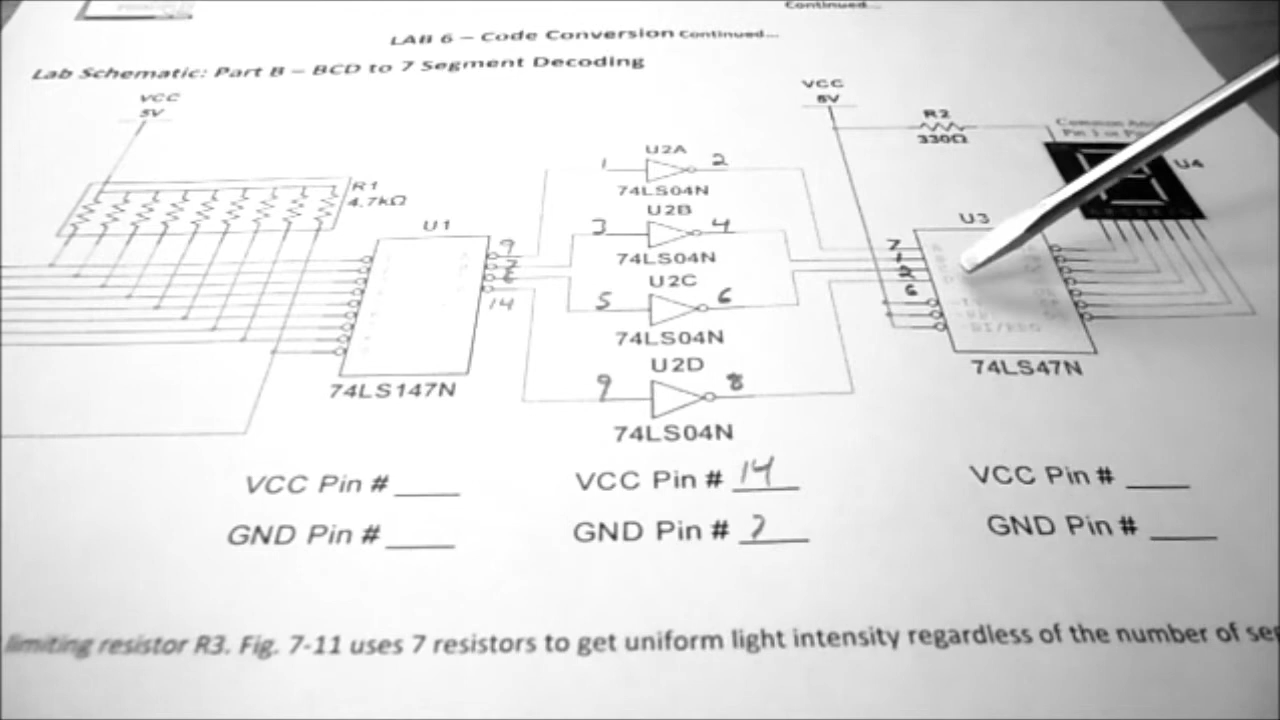 Continued...
LAB 6 – Code Conversion Continued...
Lab Schematic: Part B – BCD to 7 Segment Decoding
VCC
5V
VCC
5V
R2
330Ω
Common
Pin 3 or
U4
R1
4.7kΩ
U1
9
7
6
14
74LS147N
U2A
1
2
74LS04N
U2B
3
4
74LS04N
U2C
5
6
74LS04N
U2D
9
8
74LS04N
U3
7
1
2
6
74LS47N
VCC Pin # ____
GND Pin # ____
VCC Pin # 14
GND Pin # 7
VCC Pin # ____
GND Pin # ____
limiting resistor R3. Fig. 7-11 uses 7 resistors to get uniform light intensity regardless of the number of se